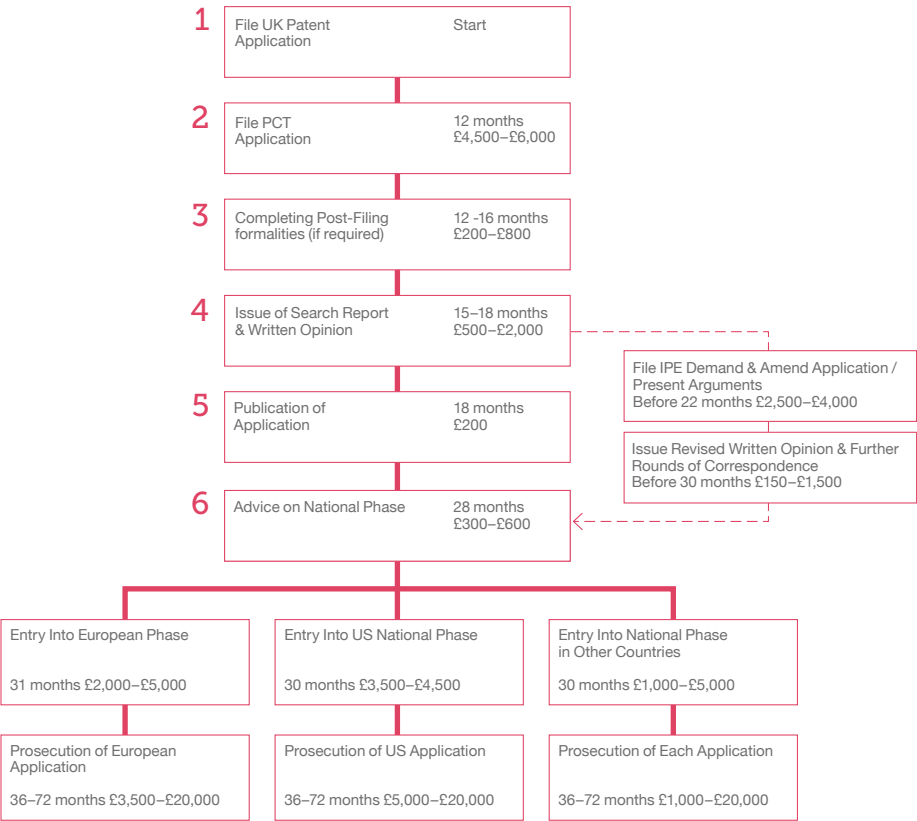 1
File UK Patent
Application
Start
2
File PCT
Application
12 months
£4,500–£6,000
3
Completing Post-Filing
formalities (if required)
12 -16 months
£200–£800
4
Issue of Search Report
& Written Opinion
15–18 months
£500–£2,000
File IPE Demand & Amend Application /
Present Arguments
Before 22 months £2,500–£4,000
Issue Revised Written Opinion & Further
Rounds of Correspondence
Before 30 months £150–£1,500
5
Publication of
Application
18 months
£200
6
Advice on National Phase
28 months
£300–£600
Entry Into European Phase
31 months £2,000–£5,000
Entry Into US National Phase
30 months £3,500–£4,500
Entry Into National Phase
in Other Countries
30 months £1,000–£5,000
Prosecution of European
Application
36–72 months £3,500–£20,000
Prosecution of US Application
36–72 months £5,000–£20,000
Prosecution of Each Application
36–72 months £1,000–£20,000